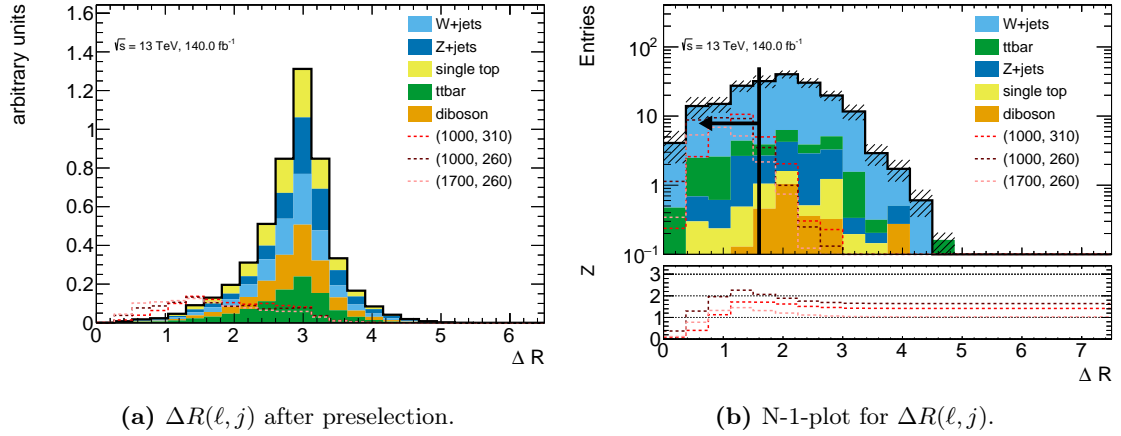 arbitrary units
1.6
1.4
1.2
1
0.8
0.6
0.4
0.2
0
√s = 13 TeV, 140.0 fb⁻¹
W+jets
Z+jets
single top
ttbar
diboson
(1000, 310)
(1000, 260)
(1700, 260)
0 1 2 3 4 5 6
Δ R
(a) ΔR(ℓ, j) after preselection.
Entries
10²
10
1
10⁻¹
√s = 13 TeV, 140.0 fb⁻¹
W+jets
ttbar
Z+jets
single top
diboson
(1000, 310)
(1000, 260)
(1700, 260)
Z
3
2
1
0
0 1 2 3 4 5 6 7
Δ R
(b) N-1-plot for ΔR(ℓ, j).